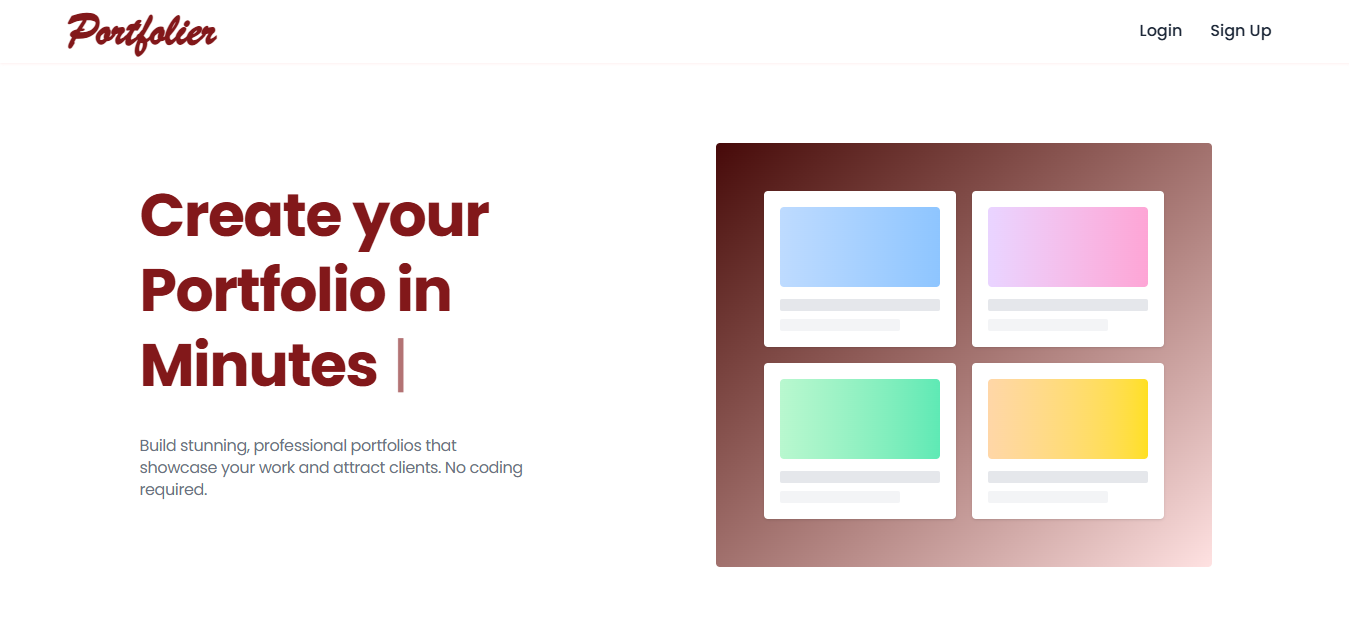 Portfolier
Login
Sign Up
Create your
Portfolio in
Minutes |
Build stunning, professional portfolios that
showcase your work and attract clients. No coding
required.